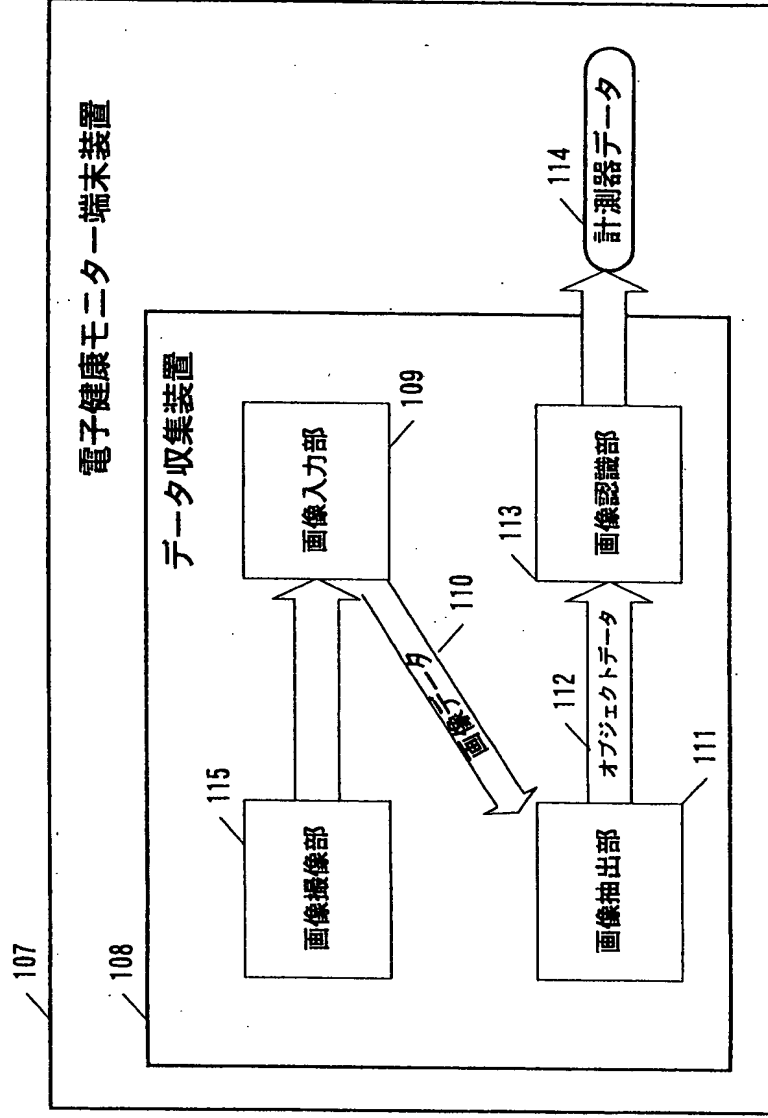 107
電子健康モニター端末装置
108
データ収集装置
115
画像撮像部
画像入力部
109
110
画像データ
113
112
オブジェクトデータ
画像抽出部
111
画像認識部
114
計測器データ